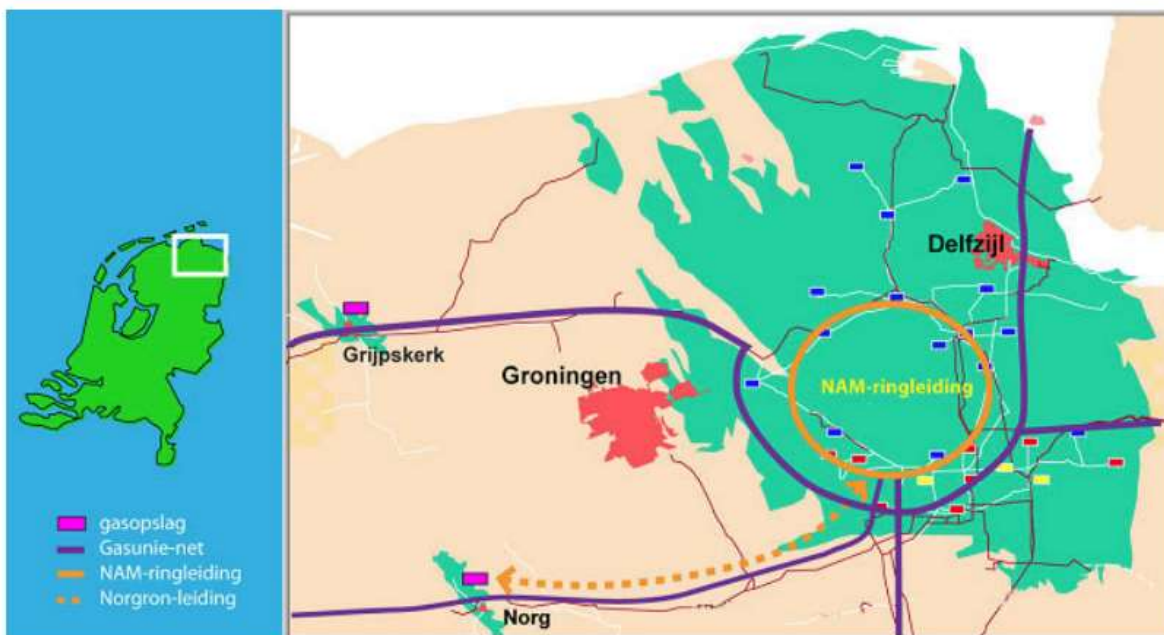 Delfzijl
Grijpskerk
Groningen
NAM-ringleiding
Norg
gasopslag
Gasunie-net
NAM-ringleiding
Norgron-leiding